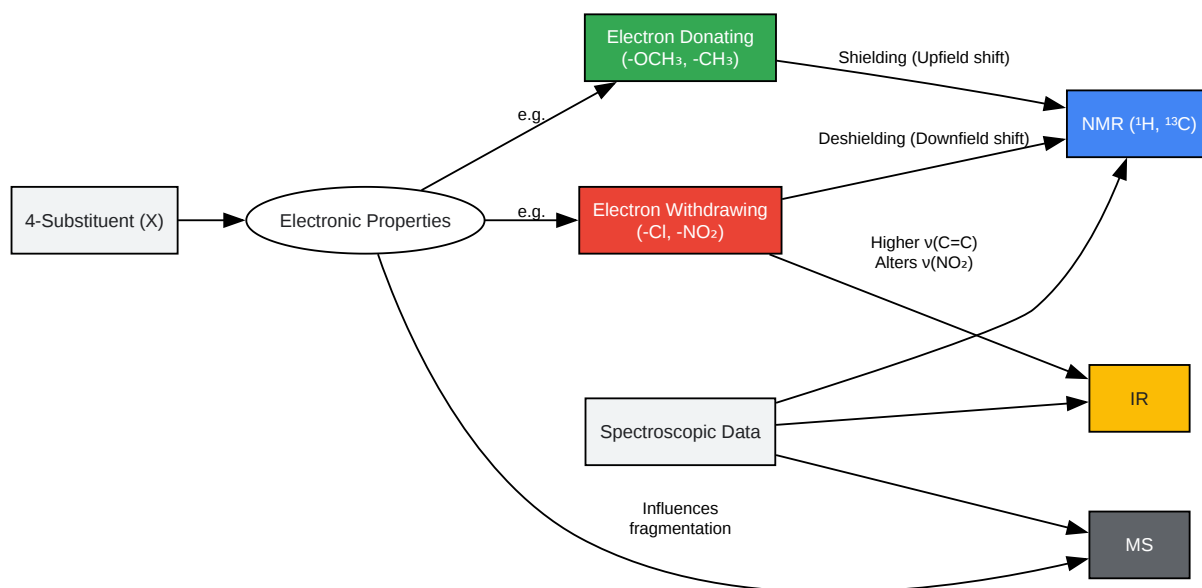 Electron Donating
(-OCH₃, -CH₃)
Shielding (Upfield shift)
e.g.
NMR (¹H, ¹³C)
Deshielding (Downfield shift)
4-Substituent (X)
Electronic Properties
e.g.
Electron Withdrawing
(-Cl, -NO₂)
Higher ν(C=C)
Alters ν(NO₂)
IR
Spectroscopic Data
Influences
fragmentation
MS